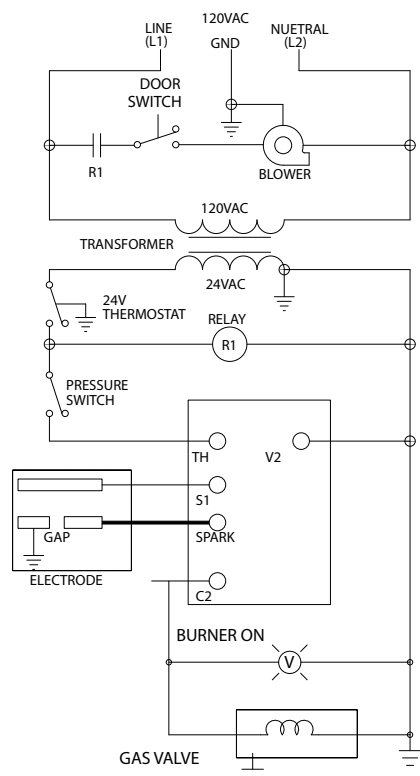 120VAC
LINE
(L1)
GND
NUETRAL
(L2)
DOOR
SWITCH
R1
BLOWER
120VAC
TRANSFORMER
24VAC
24V
THERMOSTAT
RELAY
R1
PRESSURE
SWITCH
TH
V2
S1
GAP
SPARK
ELECTRODE
C2
BURNER ON
V
GAS VALVE